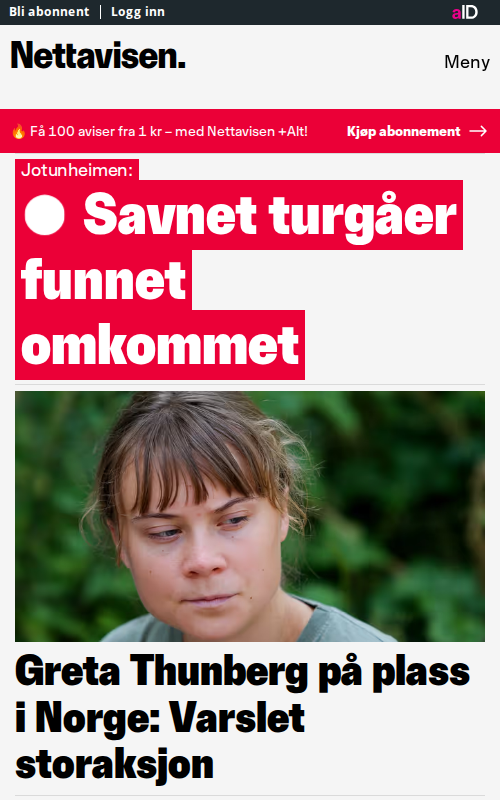 Bli abonnent | Logg inn
aID
Nettavisen.
Meny
🔥 Få 100 aviser fra 1 kr – med Nettavisen +Alt!
Kjøp abonnement →
Jotunheimen:
Savnet turgåer
funnet
omkommet
Greta Thunberg på plass
i Norge: Varslet
storaksjon